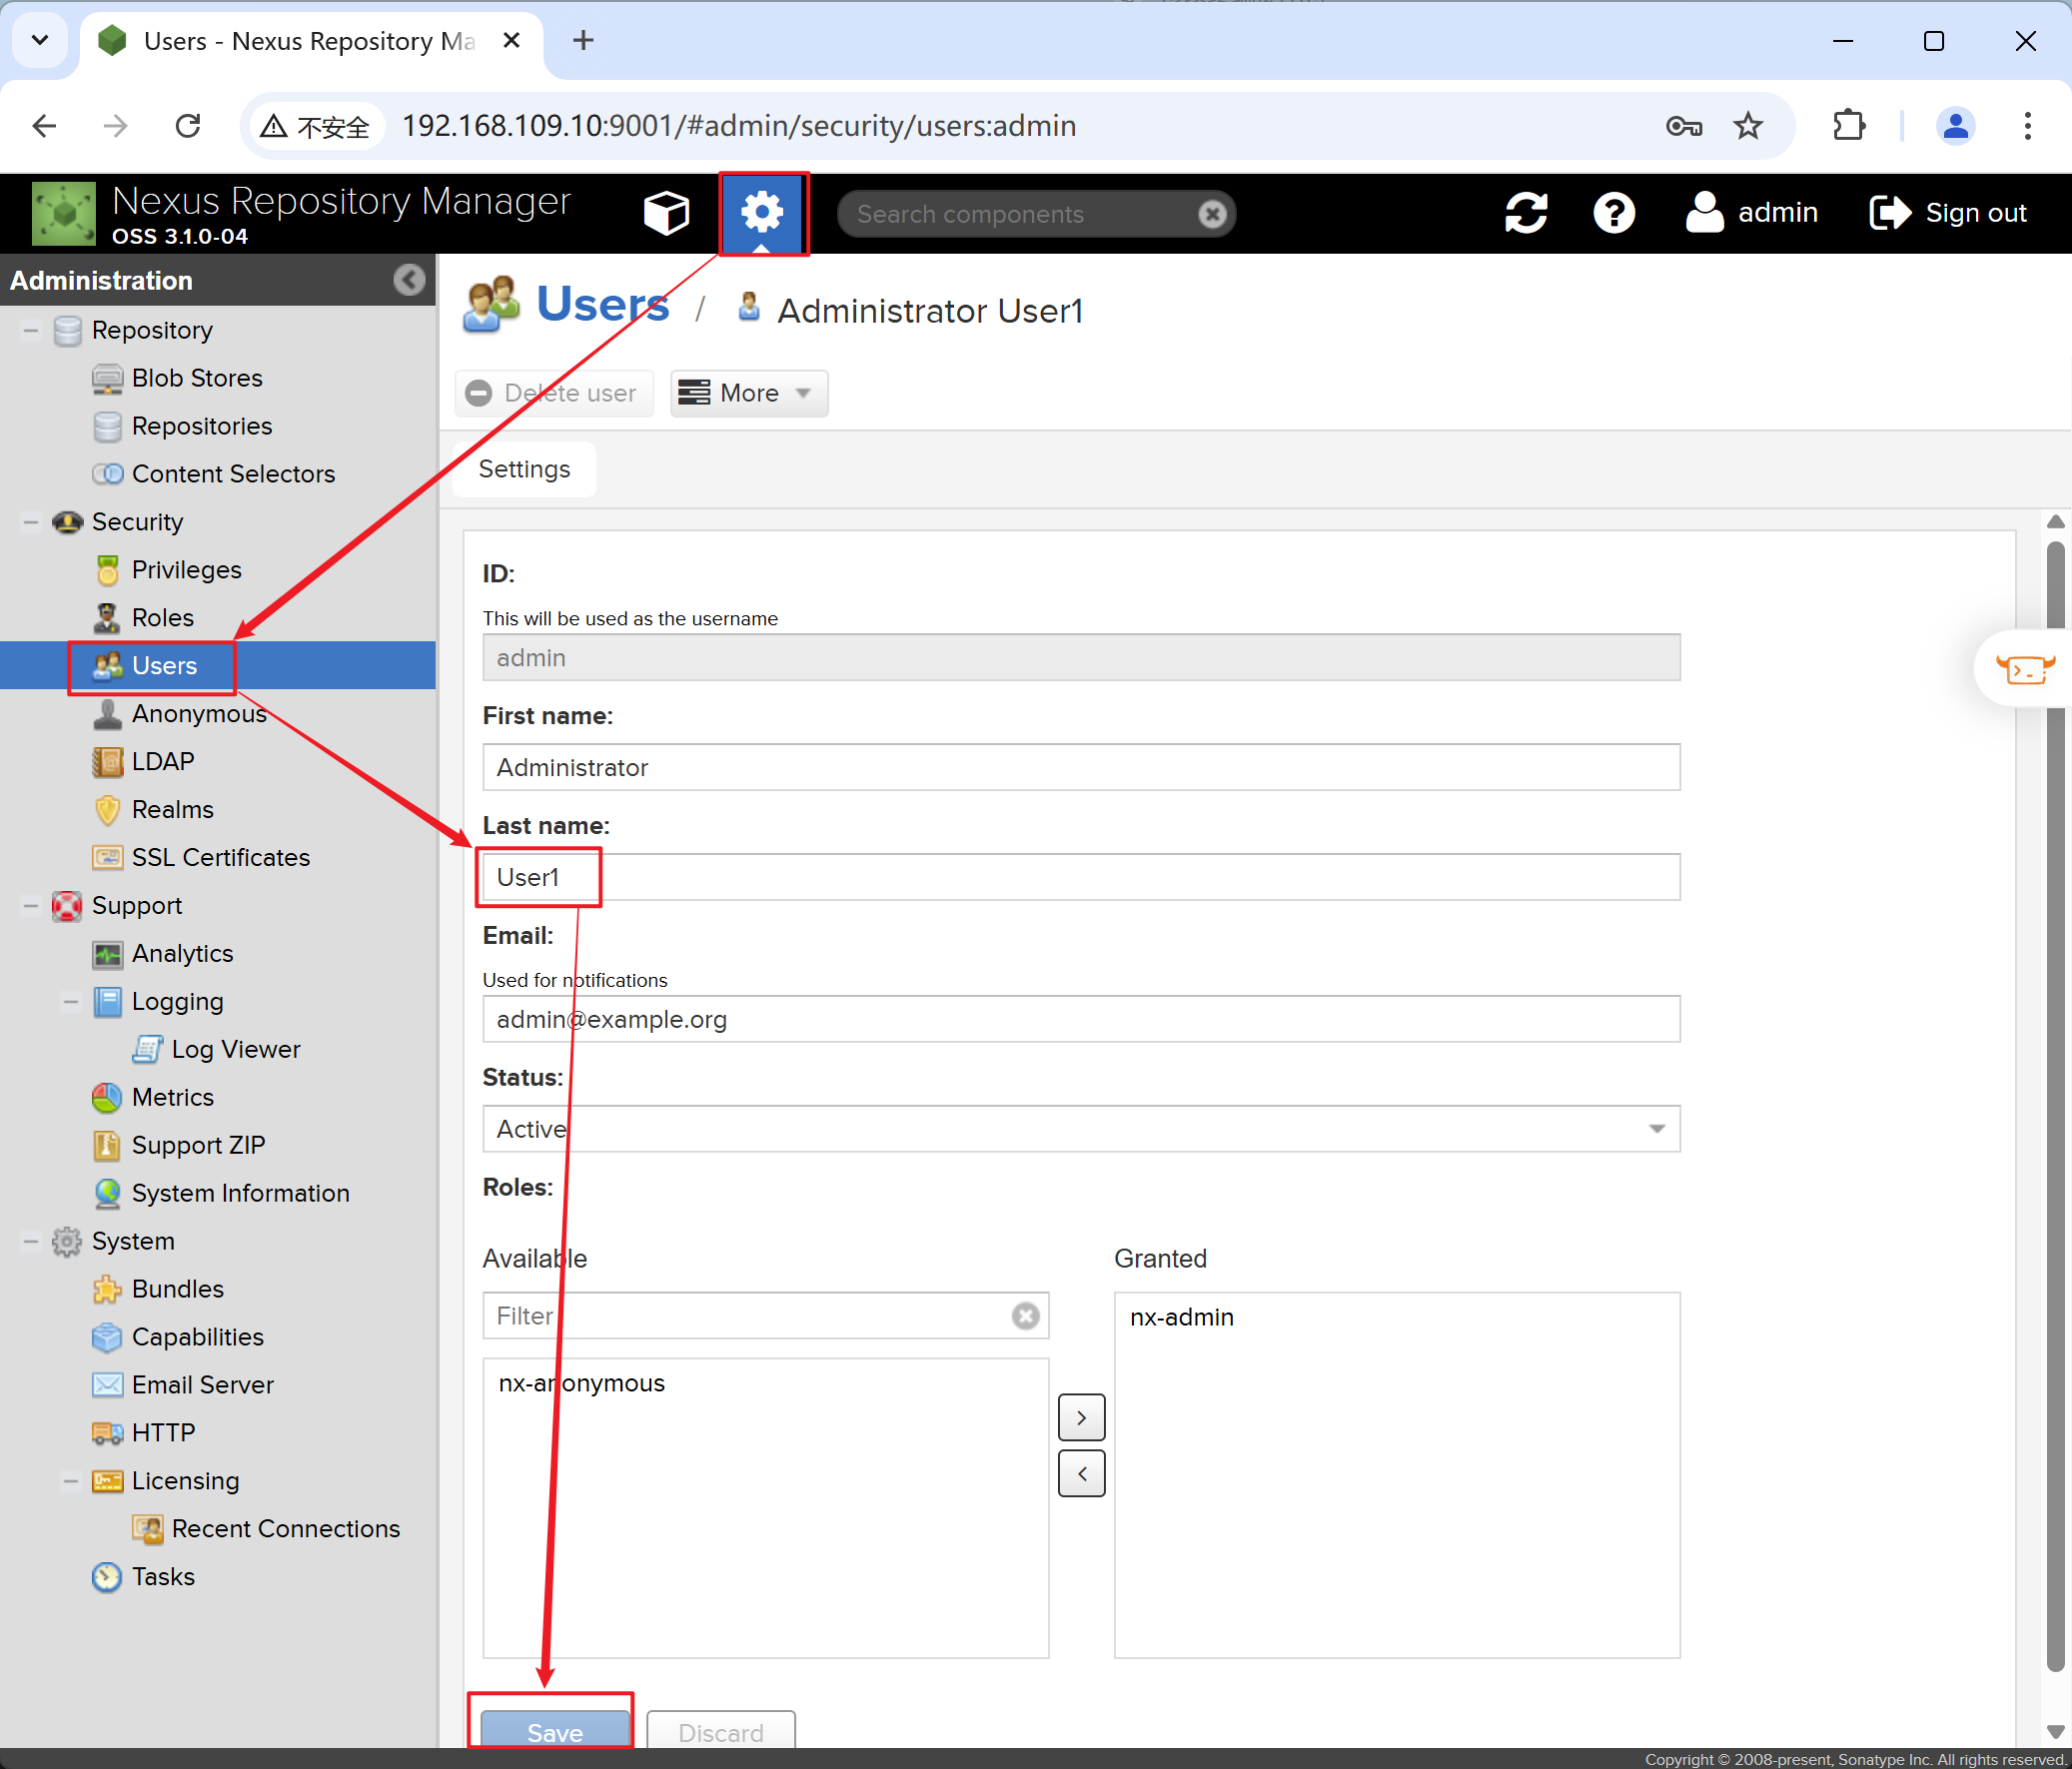 Users - Nexus Repository Ma
不安全
192.168.109.10:9001/#admin/security/users:admin
Nexus Repository Manager
OSS 3.1.0-04
Search components
admin
Sign out
Administration
Repository
Blob Stores
Repositories
Content Selectors
Security
Privileges
Roles
Users
Anonymous
LDAP
Realms
SSL Certificates
Support
Analytics
Logging
Log Viewer
Metrics
Support ZIP
System Information
System
Bundles
Capabilities
Email Server
HTTP
Licensing
Recent Connections
Tasks
Users / Administrator User1
Delete user
More
Settings
ID:
This will be used as the username
admin
First name:
Administrator
Last name:
User1
Email:
Used for notifications
admin@example.org
Status:
Active
Roles:
Available
Granted
Filter
nx-admin
nx-anonymous
Save
Discard
Copyright © 2008-present, Sonatype Inc. All rights reserved.